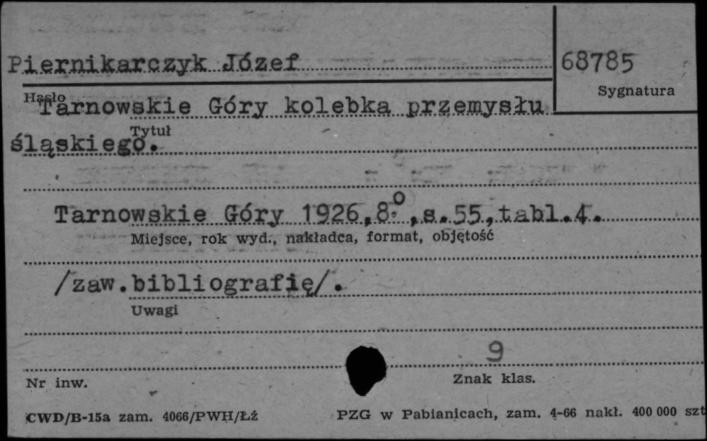 Piernikarczyk Józef
68785
Hasło
Sygnatura
Tarnowskie Góry kolebka przemysłu
Tytuł
śląskiego.
Tarnowskie Góry 1926,8°,s.55,tabl.4.
Miejsce, rok wyd., nakładca, format, objętość
/zaw.bibliografię/.
Uwagi
9
Nr inw.
Znak klas.
CWD/B-15a zam. 4066/PWH/Łź
PZG w Pabianicach, zam. 4-66 nakł. 400 000 szt